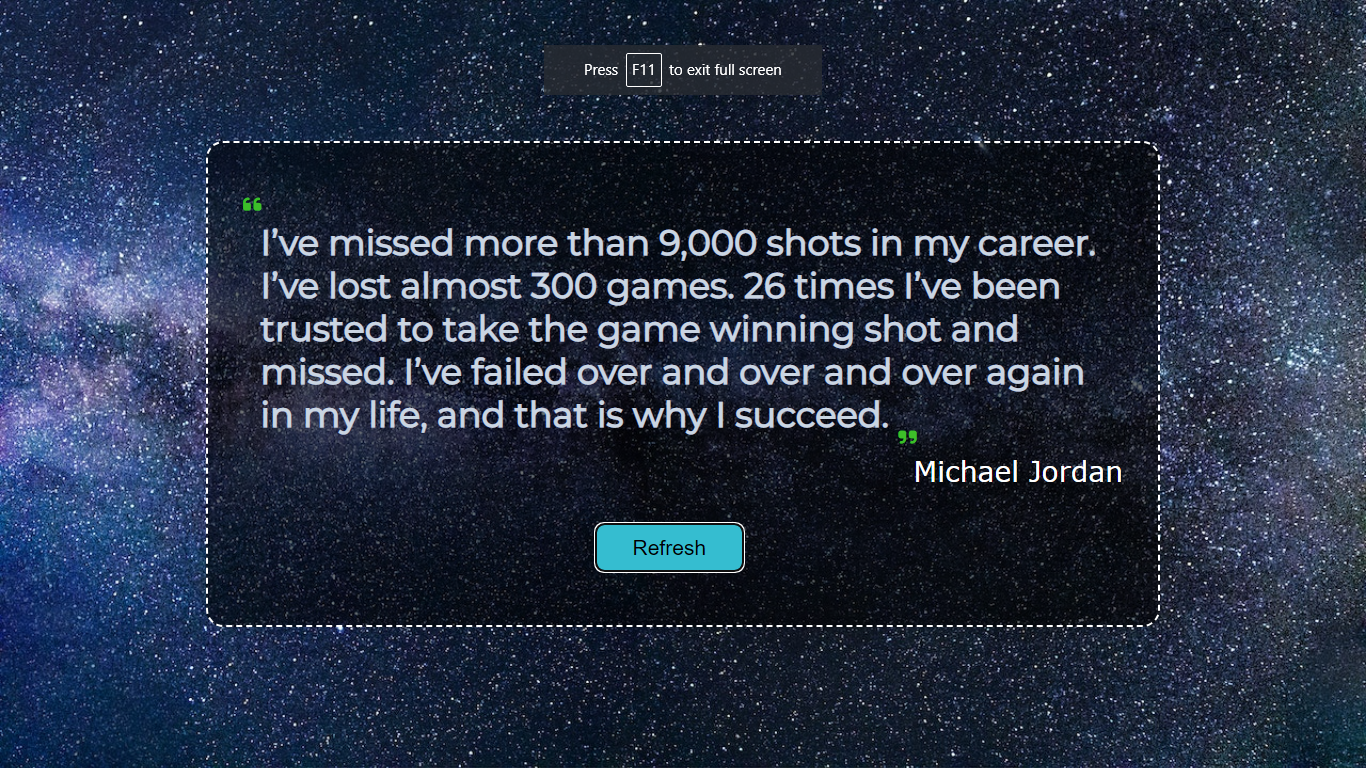 Press F11 to exit full screen
❝
I’ve missed more than 9,000 shots in my career.
I’ve lost almost 300 games. 26 times I’ve been
trusted to take the game winning shot and
missed. I’ve failed over and over and over again
in my life, and that is why I succeed.
❞
Michael Jordan
Refresh